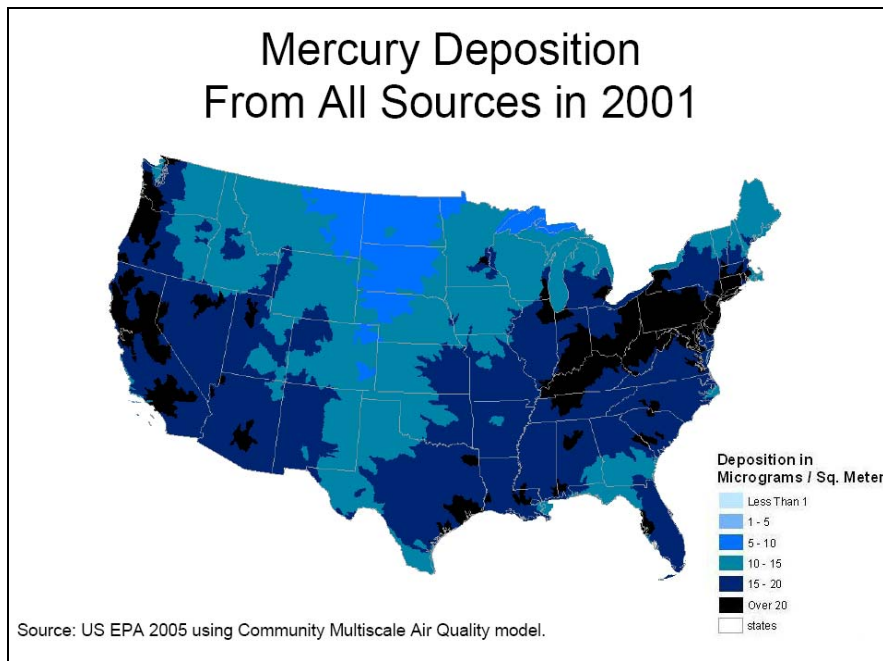 Mercury Deposition
From All Sources in 2001
Deposition in
Micrograms / Sq. Meter
Less Than 1
1 - 5
5 - 10
10 - 15
15 - 20
Over 20
states
Source: US EPA 2005 using Community Multiscale Air Quality model.